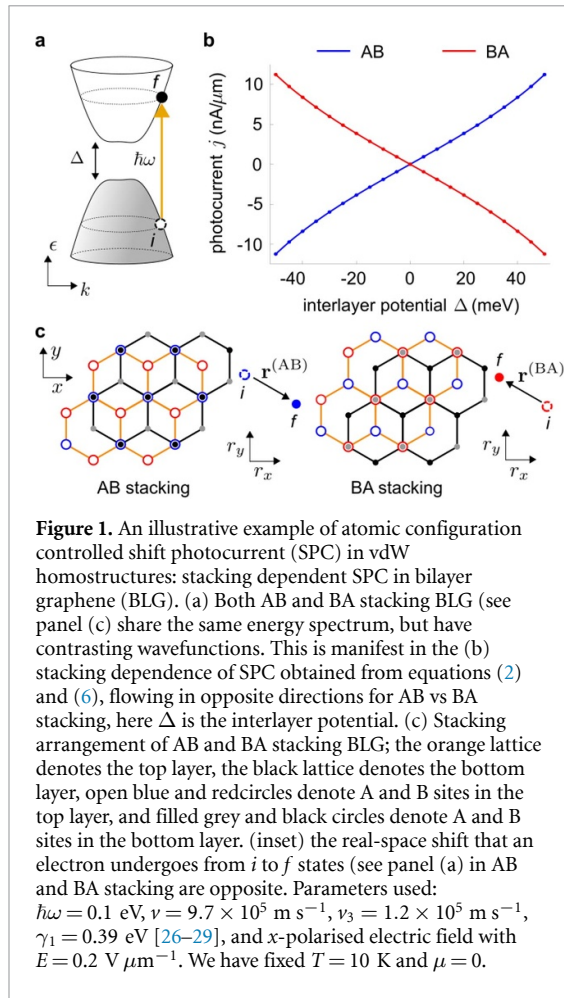 a
f
Δ
ħω
i
ϵ
k
b
AB
BA
photocurrent j (nA/μm)
10
5
0
-5
-10
-40
-20
0
20
40
interlayer potential Δ (meV)
c
y
x
i
r(AB)
f
r_y
r_x
AB stacking
f
r(BA)
i
r_y
r_x
BA stacking
Figure 1. An illustrative example of atomic configuration
controlled shift photocurrent (SPC) in vdW
homostructures: stacking dependent SPC in bilayer
graphene (BLG). (a) Both AB and BA stacking BLG (see
panel (c) share the same energy spectrum, but have
contrasting wavefunctions. This is manifest in the (b)
stacking dependence of SPC obtained from equations (2)
and (6), flowing in opposite directions for AB vs BA
stacking, here Δ is the interlayer potential. (c) Stacking
arrangement of AB and BA stacking BLG; the orange lattice
denotes the top layer, the black lattice denotes the bottom
layer, open blue and redcircles denote A and B sites in the
top layer, and filled grey and black circles denote A and B
sites in the bottom layer. (inset) the real-space shift that an
electron undergoes from i to f states (see panel (a) in AB
and BA stacking are opposite. Parameters used:
ħω = 0.1 eV, ν = 9.7 × 10⁵ m s⁻¹, ν₃ = 1.2 × 10⁵ m s⁻¹,
γ₁ = 0.39 eV [26–29], and x-polarised electric field with
E = 0.2 V μm⁻¹. We have fixed T = 10 K and μ = 0.